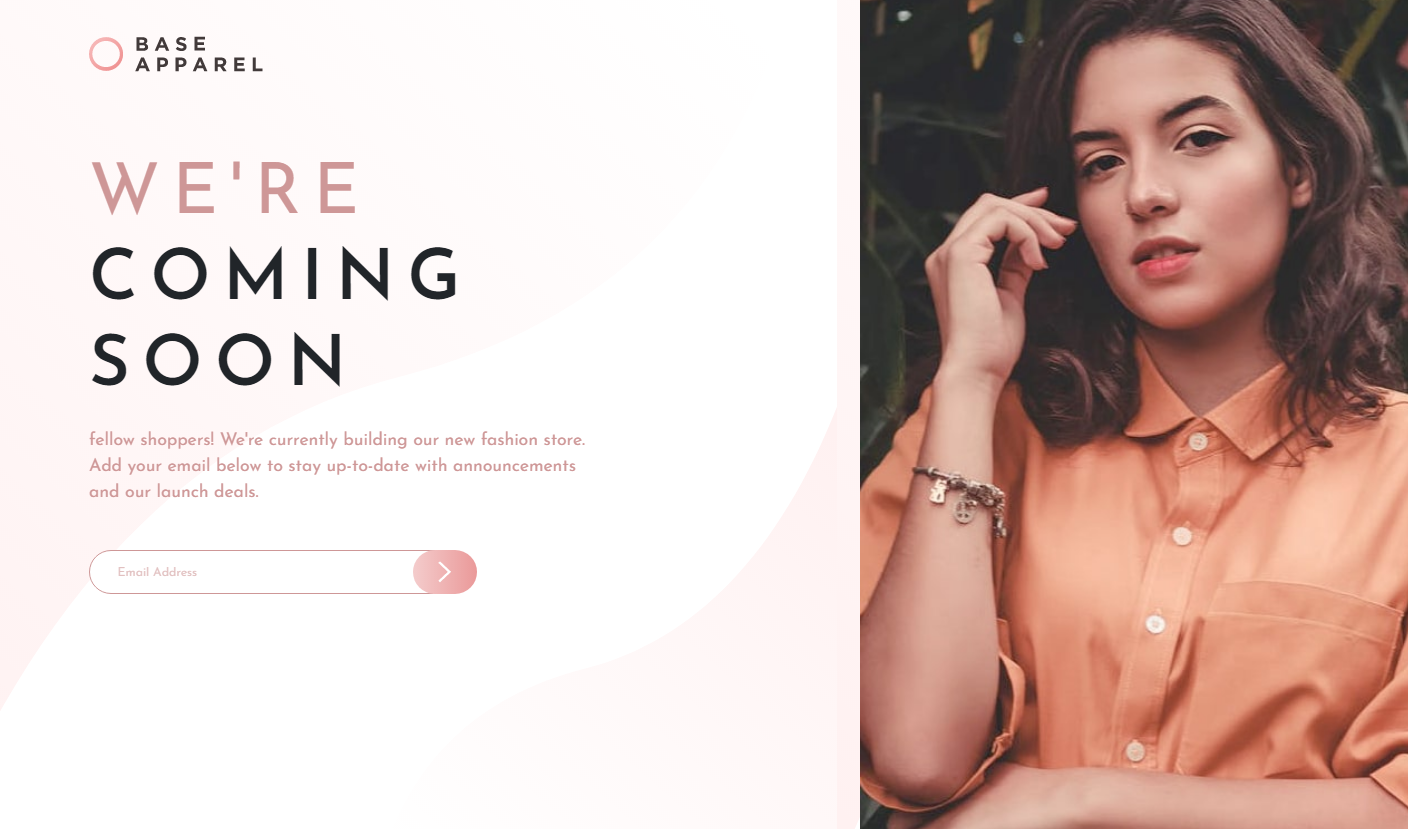 BASE
APPAREL
WE'RE
COMING
SOON
fellow shoppers! We're currently building our new fashion store.
Add your email below to stay up-to-date with announcements
and our launch deals.
Email Address